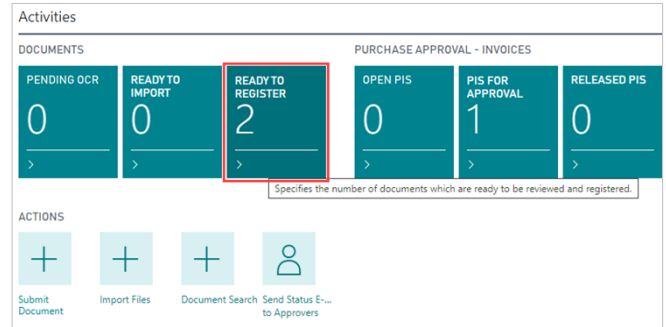 Activities
DOCUMENTS
PURCHASE APPROVAL - INVOICES
PENDING OCR
0
READY TO
IMPORT
0
READY TO
REGISTER
2
OPEN PIS
0
PIS FOR
APPROVAL
1
RELEASED PIS
0
Specifies the number of documents which are ready to be reviewed and registered.
ACTIONS
Submit
Document
Import Files
Document Search
Send Status E-...
to Approvers